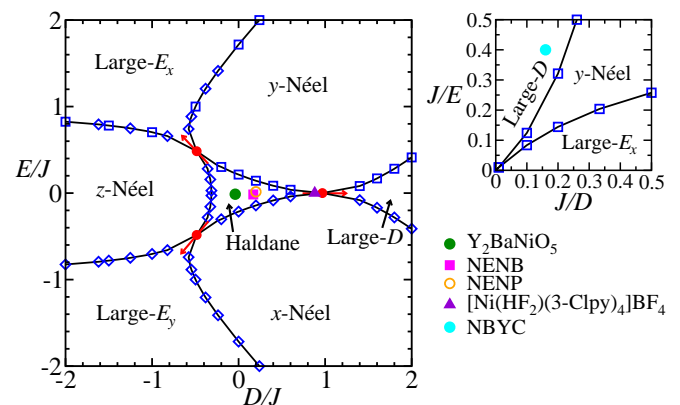 2
1
0
-1
-2
E/J
-2
-1
0
1
2
D/J
Large-Eₓ
y-Néel
z-Néel
Haldane
Large-D
Large-E_y
x-Néel
0.5
0.4
0.3
0.2
0.1
0
J/E
0
0.1
0.2
0.3
0.4
0.5
J/D
Large-D
y-Néel
Large-Eₓ
Y₂BaNiO₅
NENB
NENP
[Ni(HF₂)(3-Clpy)₄]BF₄
NBYC